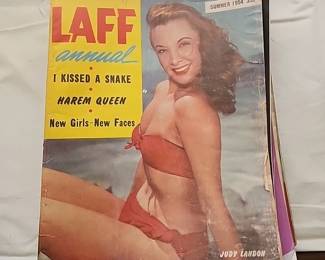 LAFF
annual
I KISSED A SNAKE
HAREM QUEEN
New Girls-New Faces
SUMMER 1954
JUDY LANDON